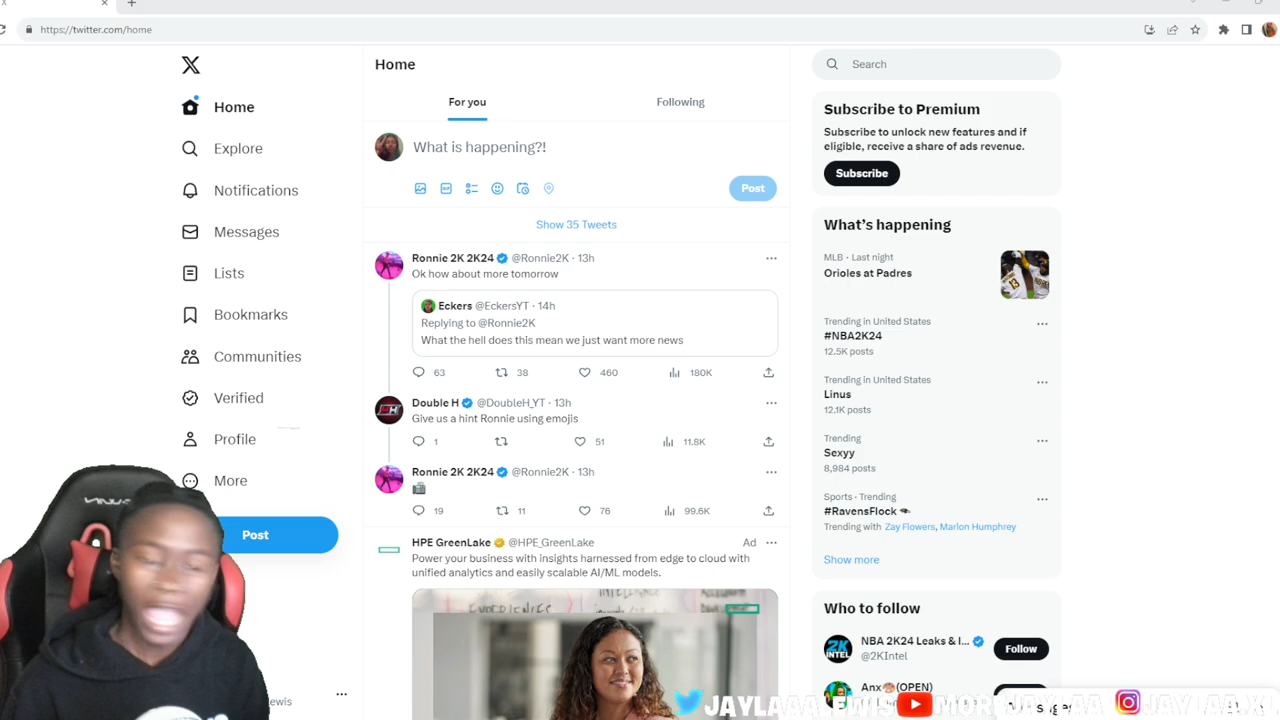 https://twitter.com/home
X
Home
Explore
Notifications
Messages
Lists
Bookmarks
Communities
Verified
Profile
More
Post
Home
For you
Following
What is happening?!
Post
Show 35 Tweets
Ronnie 2K 2K24 @Ronnie2K · 13h
Ok how about more tomorrow
Eckers @EckersYT · 14h
Replying to @Ronnie2K
What the hell does this mean we just want more news
63 38 460 180K
Double H @DoubleH_YT · 13h
Give us a hint Ronnie using emojis
1 51 11.8K
Ronnie 2K 2K24 @Ronnie2K · 13h
19 11 76 99.6K
HPE GreenLake @HPE_GreenLake Ad
Power your business with insights harnessed from edge to cloud with
unified analytics and easily scalable AI/ML models.
Search
Subscribe to Premium
Subscribe to unlock new features and if
eligible, receive a share of ads revenue.
Subscribe
What's happening
MLB · Last night
Orioles at Padres
Trending in United States
#NBA2K24
12.5K posts
Trending in United States
Linus
12.1K posts
Trending
Sexyy
8,984 posts
Sports · Trending
#RavensFlock
Trending with Zay Flowers, Marlon Humphrey
Show more
Who to follow
NBA 2K24 Leaks & I...
@2KIntel
Follow
Anx (OPEN)
JAYLAAALEWIS